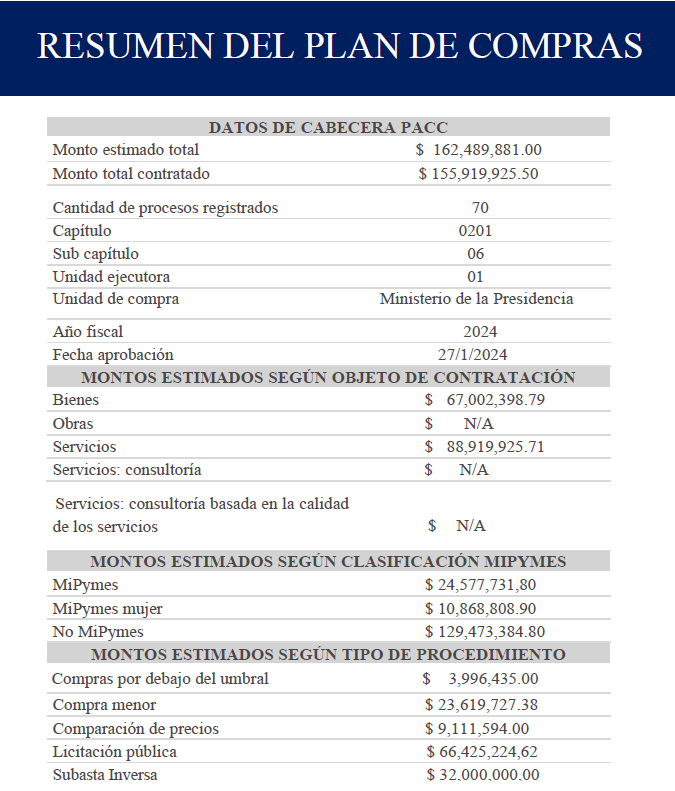 RESUMEN DEL PLAN DE COMPRAS
DATOS DE CABECERA PACC
Monto estimado total $ 162,489,881.00
Monto total contratado $ 155,919,925.50
Cantidad de procesos registrados 70
Capítulo 0201
Sub capítulo 06
Unidad ejecutora 01
Unidad de compra Ministerio de la Presidencia
Año fiscal 2024
Fecha aprobación 27/1/2024
MONTOS ESTIMADOS SEGÚN OBJETO DE CONTRATACIÓN
Bienes $ 67,002,398.79
Obras $ N/A
Servicios $ 88,919,925.71
Servicios: consultoría $ N/A
Servicios: consultoría basada en la calidad
de los servicios $ N/A
MONTOS ESTIMADOS SEGÚN CLASIFICACIÓN MIPYMES
MiPymes $ 24,577,731,80
MiPymes mujer $ 10,868,808.90
No MiPymes $ 129,473,384.80
MONTOS ESTIMADOS SEGÚN TIPO DE PROCEDIMIENTO
Compras por debajo del umbral $ 3,996,435.00
Compra menor $ 23,619,727.38
Comparación de precios $ 9,111,594.00
Licitación pública $ 66,425,224,62
Subasta Inversa $ 32,000,000.00